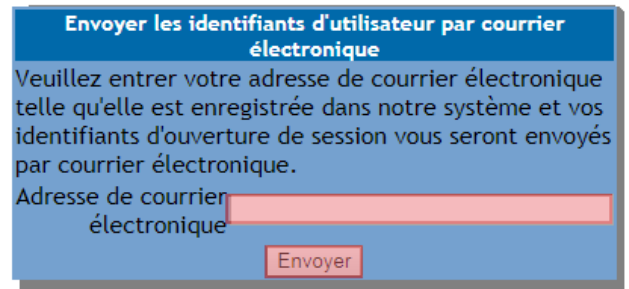 Envoyer les identifiants d'utilisateur par courrier
électronique
Veuillez entrer votre adresse de courrier électronique
telle qu'elle est enregistrée dans notre système et vos
identifiants d'ouverture de session vous seront envoyés
par courrier électronique.
Adresse de courrier
électronique
Envoyer